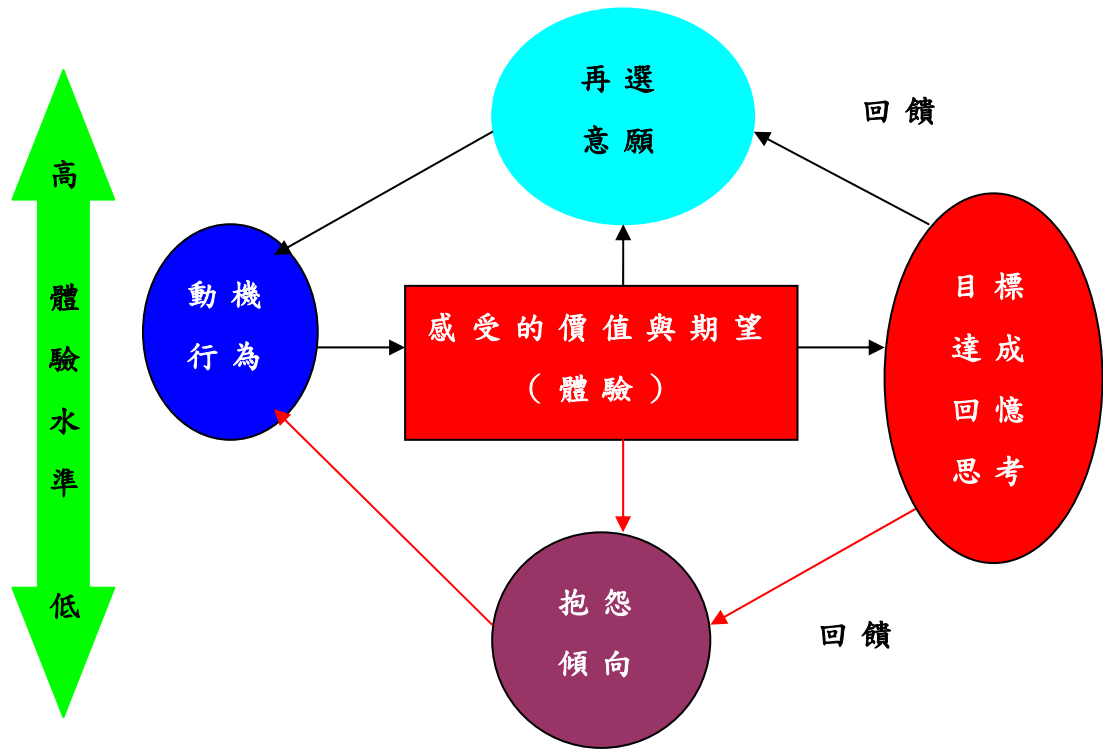 再選
意願
回饋
高
體
驗
水
準
低
動機
行為
感受的價值與期望
（體驗）
目標
達成
回憶
思考
抱怨
傾向
回饋